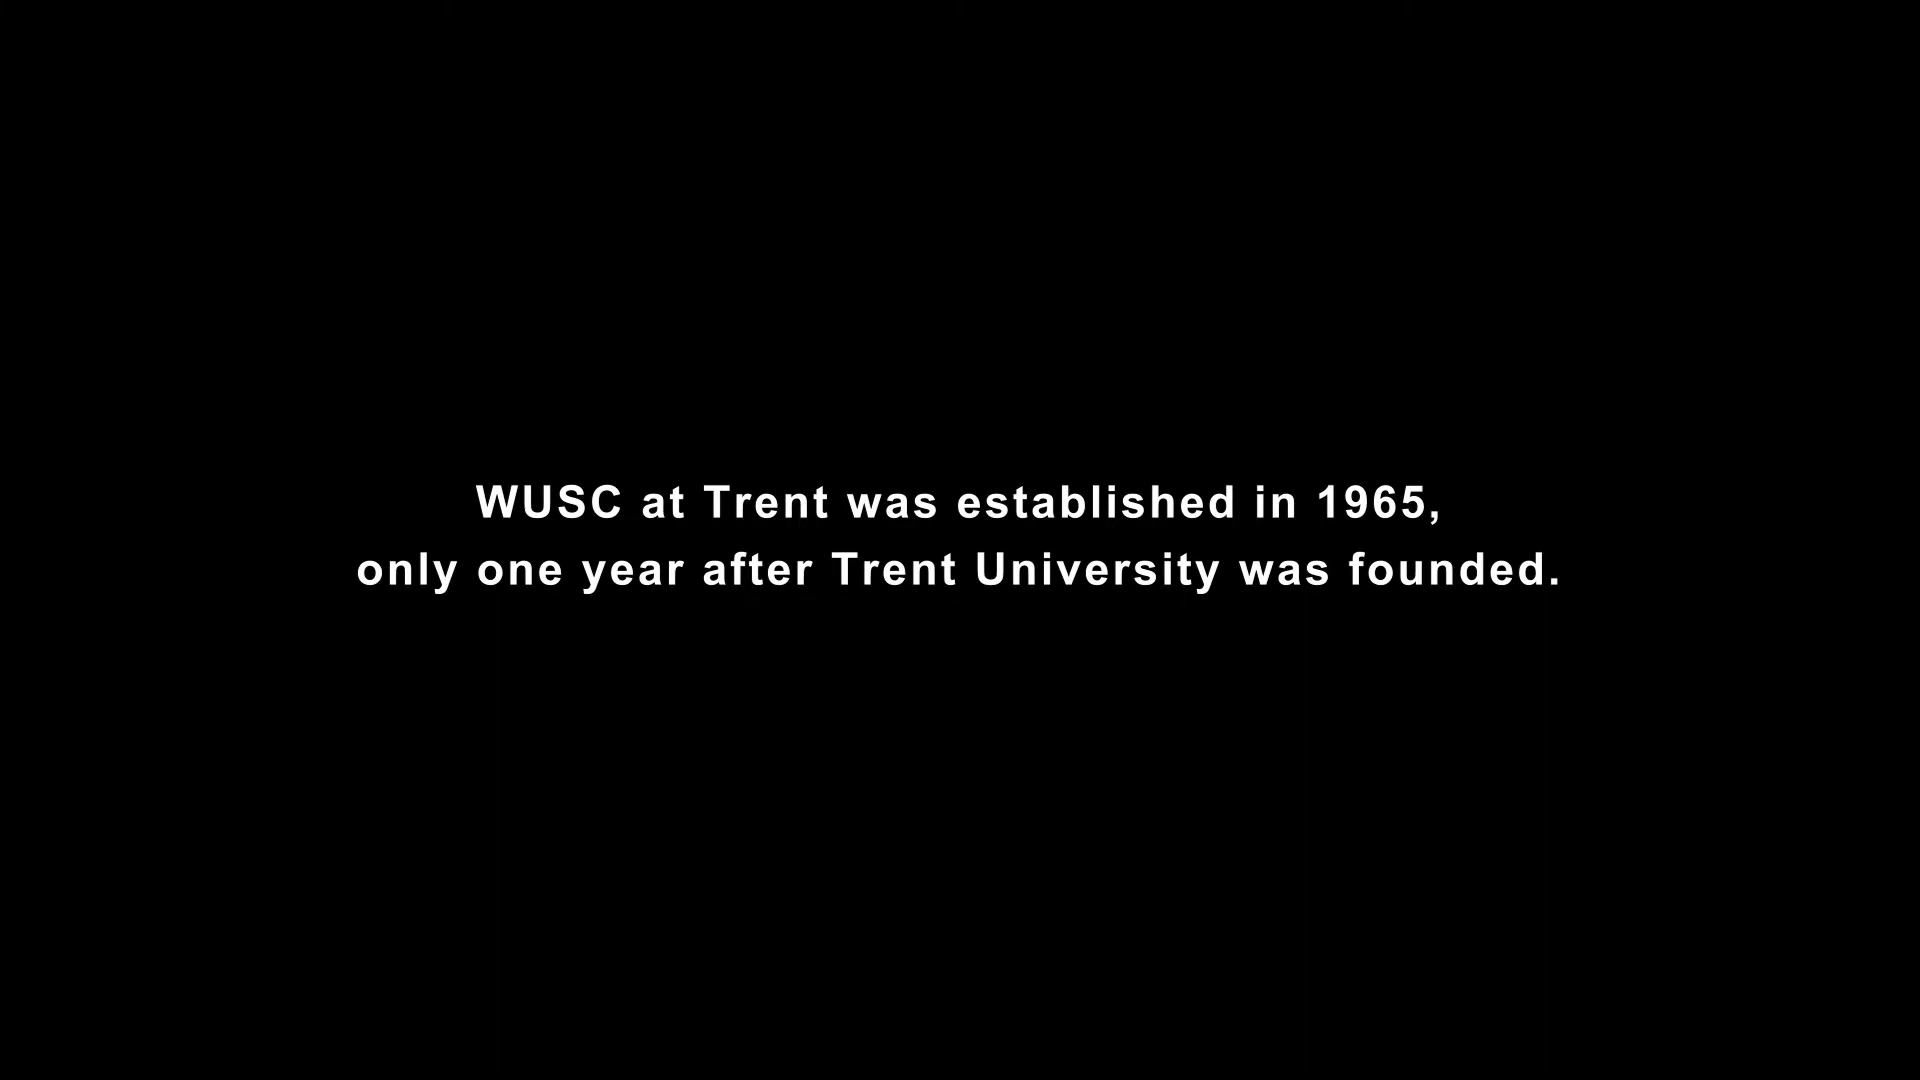 WUSC at Trent was established in 1965,
only one year after Trent University was founded.